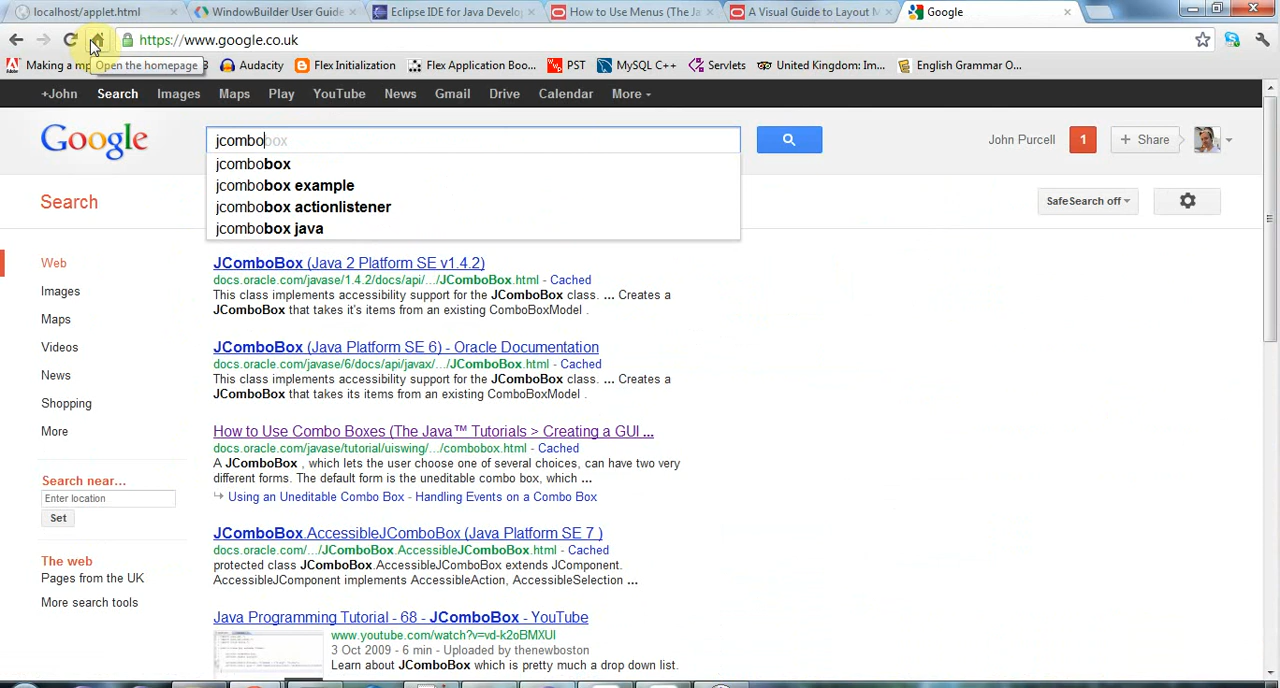 localhost/applet.html
WindowBuilder User Guide
Eclipse IDE for Java Develo
How to Use Menus (The Ja
A Visual Guide to Layout M
Google
https://www.google.co.uk
Making a mp
Open the homepage
Audacity
Flex Initialization
Flex Application Boo...
PST
MySQL C++
Servlets
United Kingdom: Im...
English Grammar O...
+John
Search
Images
Maps
Play
YouTube
News
Gmail
Drive
Calendar
More
Google
jcombobox
John Purcell
1
+ Share
jcombobox
jcombobox example
jcombobox actionlistener
jcombobox java
Search
SafeSearch off
Web
Images
Maps
Videos
News
Shopping
More
Search near...
Enter location
Set
The web
Pages from the UK
More search tools
JComboBox (Java 2 Platform SE v1.4.2)
docs.oracle.com/javase/1.4.2/docs/api/.../JComboBox.html - Cached
This class implements accessibility support for the JComboBox class. ... Creates a
JComboBox that takes it's items from an existing ComboBoxModel .
JComboBox (Java Platform SE 6) - Oracle Documentation
docs.oracle.com/javase/6/docs/api/javax/.../JComboBox.html - Cached
This class implements accessibility support for the JComboBox class. ... Creates a
JComboBox that takes its items from an existing ComboBoxModel .
How to Use Combo Boxes (The Java™ Tutorials > Creating a GUI ...
docs.oracle.com/javase/tutorial/uiswing/.../combobox.html - Cached
A JComboBox , which lets the user choose one of several choices, can have two very
different forms. The default form is the uneditable combo box, which ...
Using an Uneditable Combo Box - Handling Events on a Combo Box
JComboBox.AccessibleJComboBox (Java Platform SE 7 )
docs.oracle.com/.../JComboBox.AccessibleJComboBox.html - Cached
protected class JComboBox.AccessibleJComboBox extends JComponent.
AccessibleJComponent implements AccessibleAction, AccessibleSelection ...
Java Programming Tutorial - 68 - JComboBox - YouTube
www.youtube.com/watch?v=vd-k2oBMXUI
3 Oct 2009 - 6 min - Uploaded by thenewboston
Learn about JComboBox which is pretty much a drop down list.